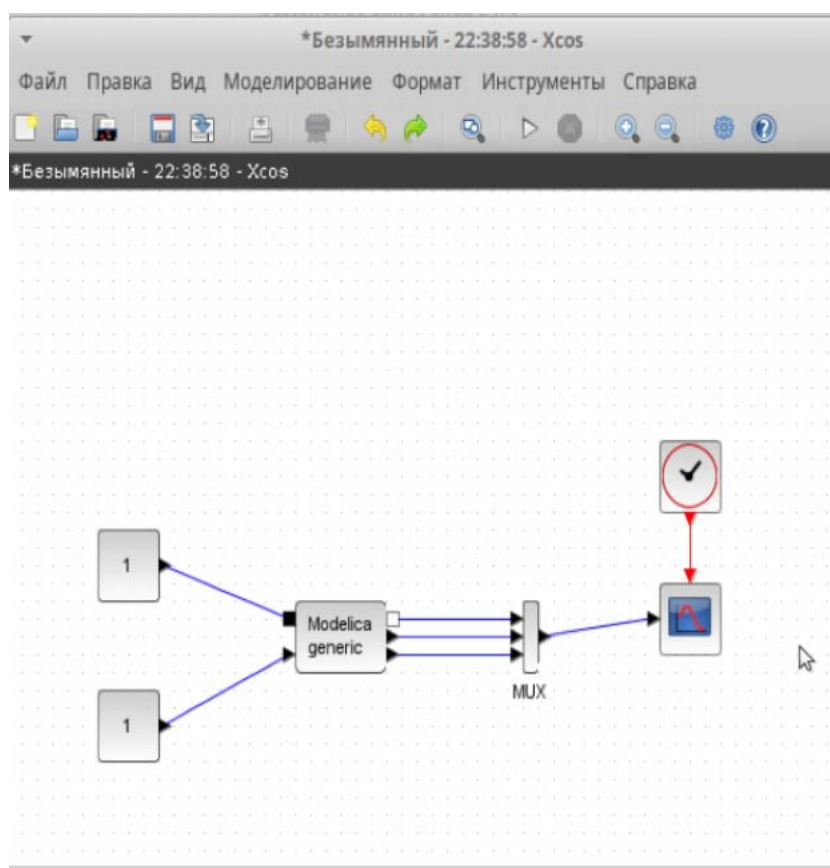 *Безымянный - 22:38:58 - Xcos
Файл Правка Вид Моделирование Формат Инструменты Справка
*Безымянный - 22:38:58 - Xcos
1
Modelica
generic
MUX
1